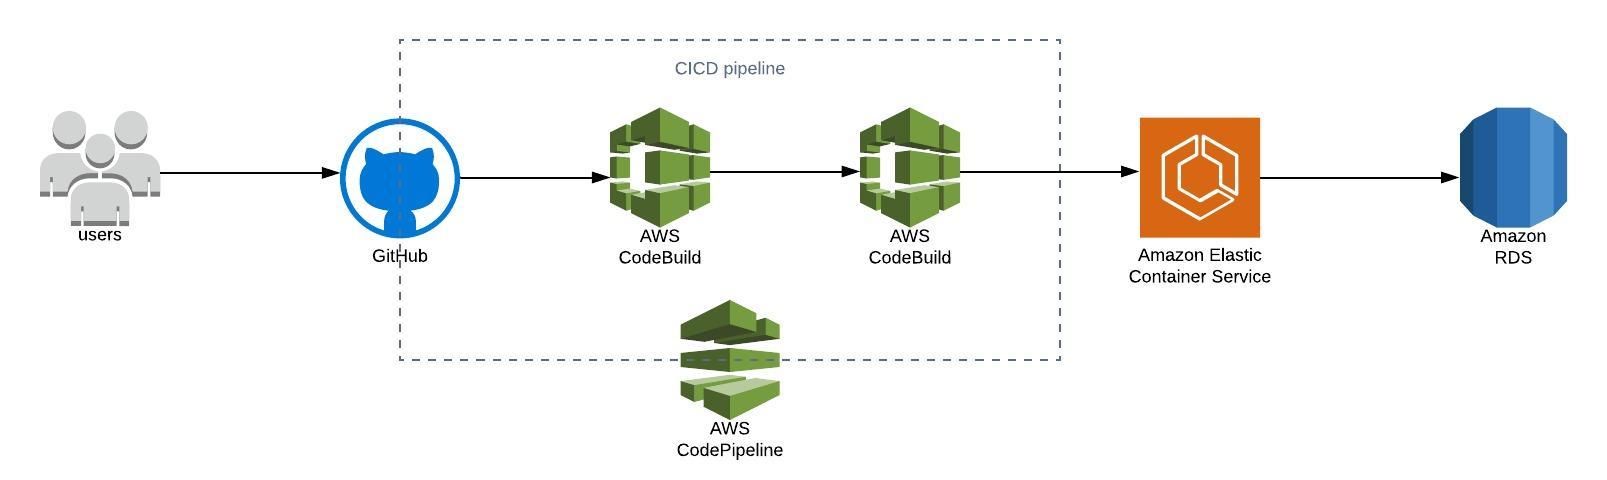 CICD pipeline
users
GitHub
AWS
CodeBuild
AWS
CodeBuild
Amazon Elastic
Container Service
Amazon
RDS
AWS
CodePipeline